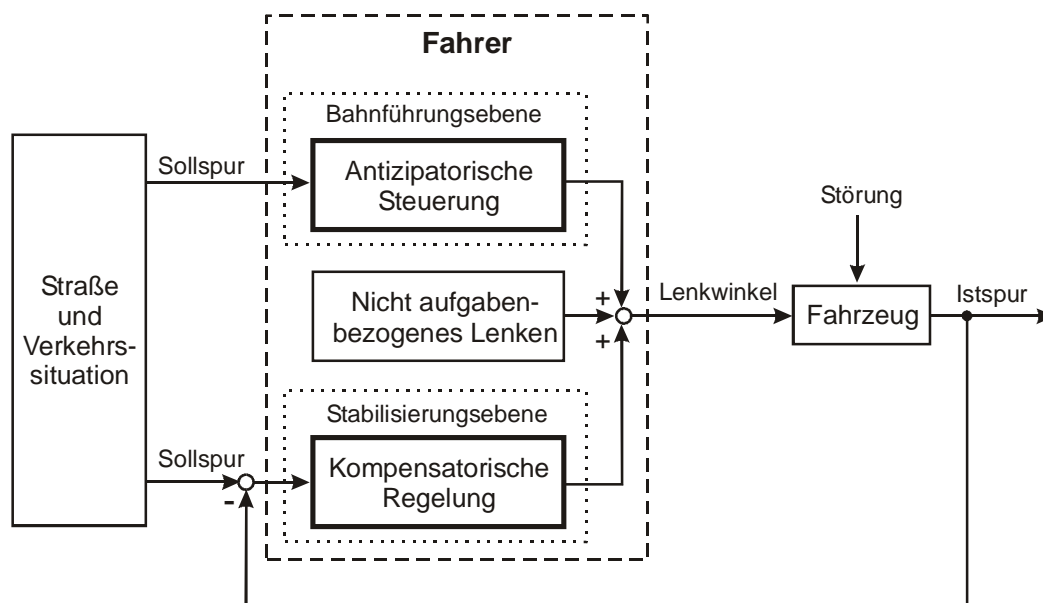 Fahrer
Bahnführungsebene
Sollspur
Antizipatorische
Steuerung
Störung
Straße
und
Verkehrs-
situation
Nicht aufgaben-
bezogenes Lenken
+
+
Lenkwinkel
Fahrzeug
Istspur
Stabilisierungsebene
Sollspur
-
Kompensatorische
Regelung